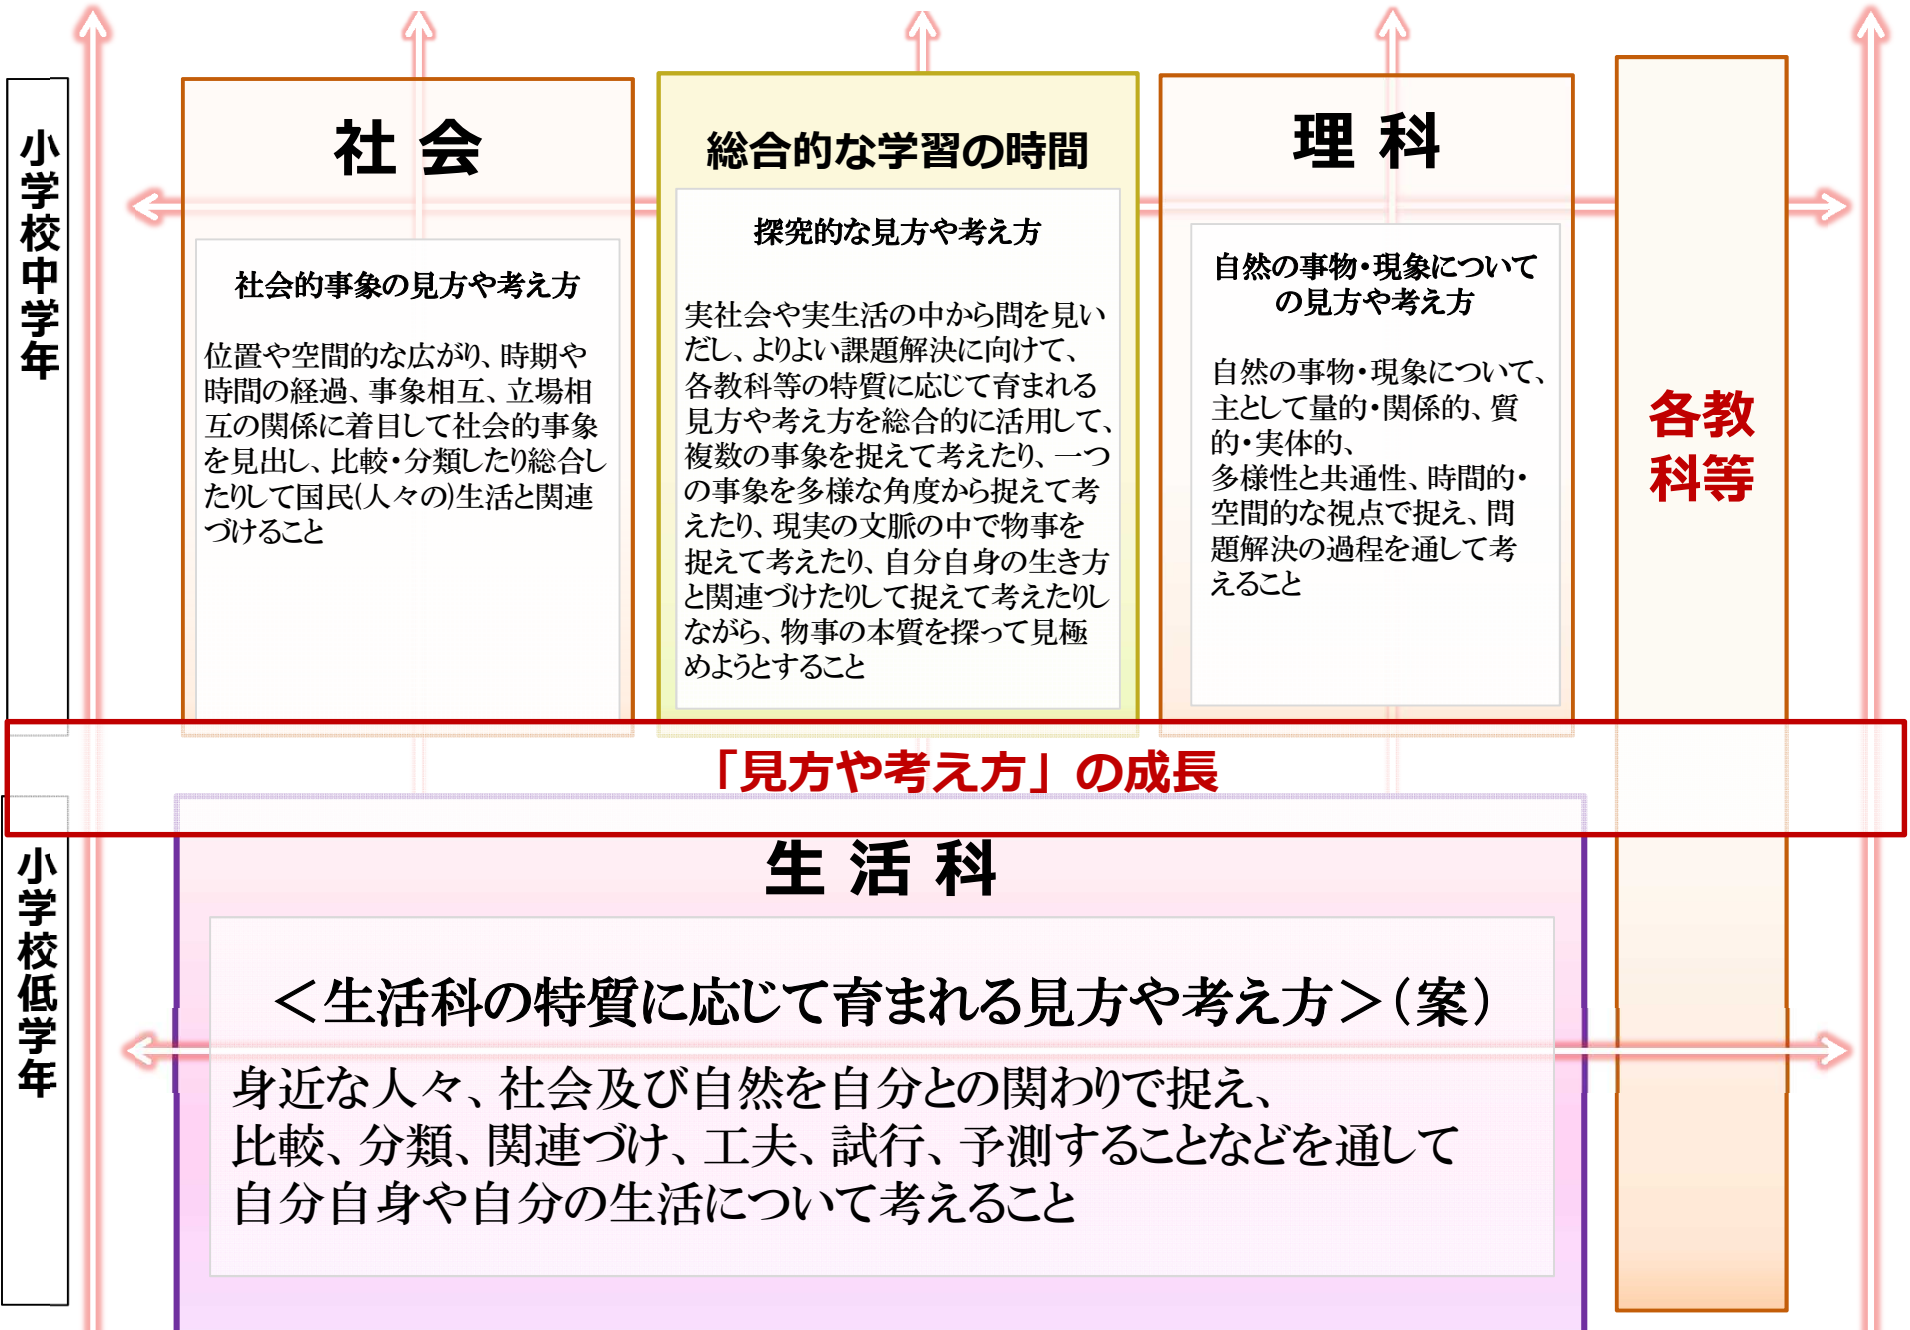 小学校中学年
社 会
社会的事象の見方や考え方
位置や空間的な広がり、時期や
時間の経過、事象相互、立場相
互の関係に着目して社会的事象
を見出し、比較・分類したり総合し
たりして国民(人々の)生活と関連
づけること
総合的な学習の時間
探究的な見方や考え方
実社会や実生活の中から問を見い
だし、よりよい課題解決に向けて、
各教科等の特質に応じて育まれる
見方や考え方を総合的に活用して、
複数の事象を捉えて考えたり、一つ
の事象を多様な角度から捉えて考
えたり、現実の文脈の中で物事を
捉えて考えたり、自分自身の生き方
と関連づけたりして捉えて考えたりし
ながら、物事の本質を探って見極
めようとすること
理 科
自然の事物・現象について
の見方や考え方
自然の事物・現象について、
主として量的・関係的、質
的・実体的、
多様性と共通性、時間的・
空間的な視点で捉え、問
題解決の過程を通して考
えること
各教
科等
「見方や考え方」の成長
小学校低学年
生 活 科
＜生活科の特質に応じて育まれる見方や考え方＞（案）
身近な人々、社会及び自然を自分との関わりで捉え、
比較、分類、関連づけ、工夫、試行、予測することなどを通して
自分自身や自分の生活について考えること